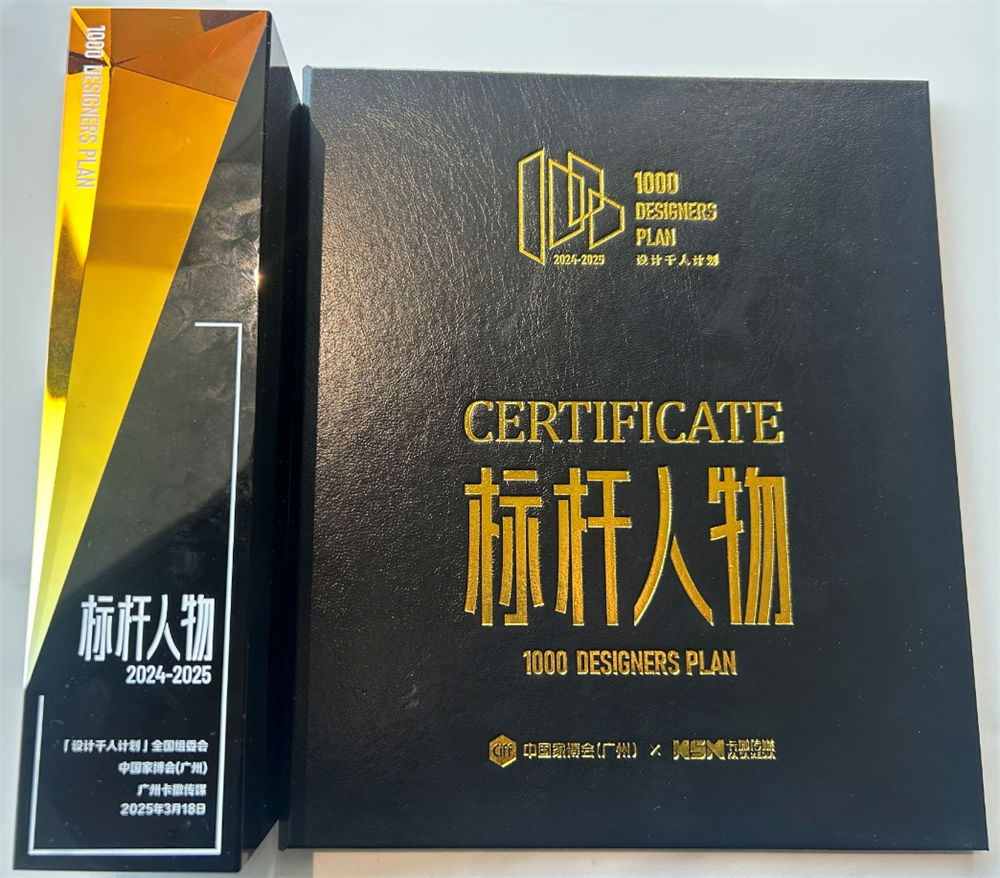 1000 DESIGNERS PLAN
标杆人物
2024-2025
「设计千人计划」全国组委会
中国家博会(广州)
广州卡撒传媒
2025年3月18日
1000
DESIGNERS
PLAN
2024-2025
设计千人计划
CERTIFICATE
标杆人物
1000 DESIGNERS PLAN
ciff 中国家博会(广州) × KSN